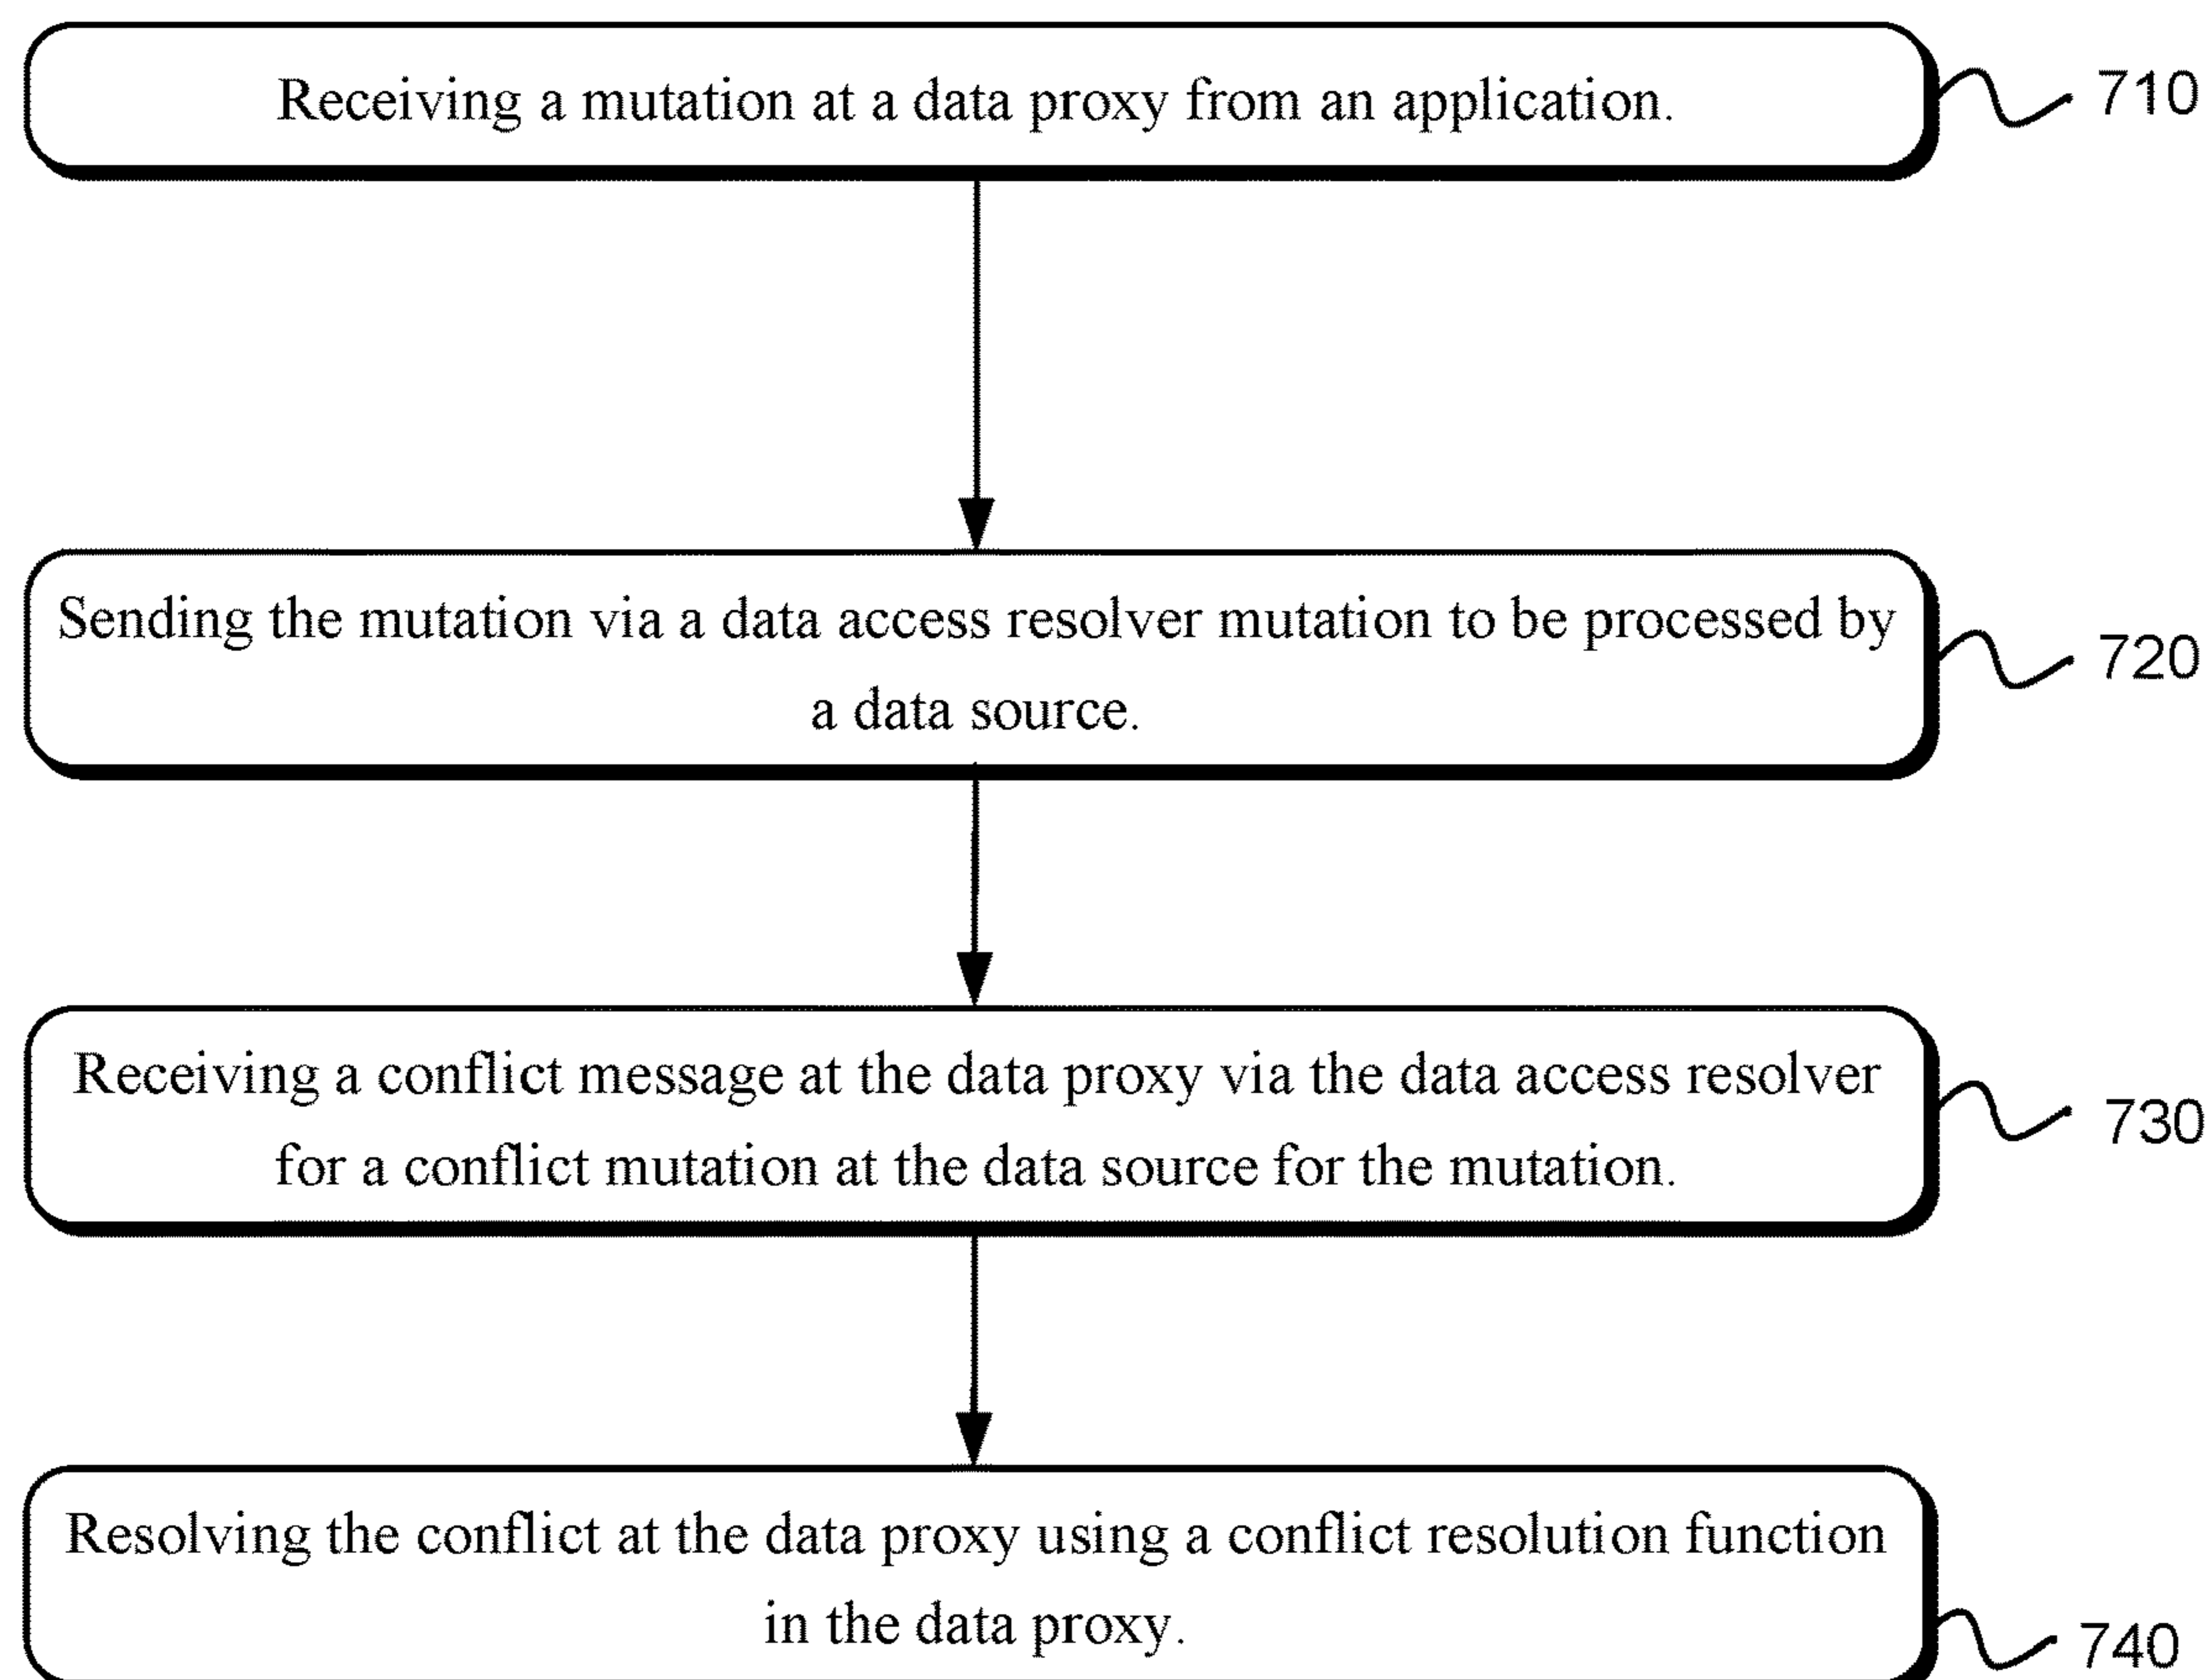 Receiving a mutation at a data proxy from an application.
710
Sending the mutation via a data access resolver mutation to be processed by
a data source.
720
Receiving a conflict message at the data proxy via the data access resolver
for a conflict mutation at the data source for the mutation.
730
Resolving the conflict at the data proxy using a conflict resolution function
in the data proxy.
740